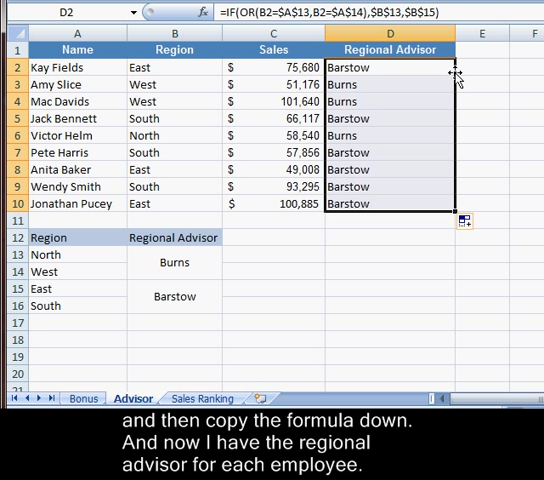 D2 fx =IF(OR(B2=$A$13,B2=$A$14),$B$13,$B$15)
A B C D E F
1 Name Region Sales Regional Advisor
2 Kay Fields East $ 75,680 Barstow
3 Amy Slice West $ 51,176 Burns
4 Mac Davids West $ 101,640 Burns
5 Jack Bennett South $ 66,117 Barstow
6 Victor Helm North $ 58,540 Burns
7 Pete Harris South $ 57,856 Barstow
8 Anita Baker East $ 49,008 Barstow
9 Wendy Smith South $ 93,295 Barstow
10 Jonathan Pucey East $ 100,885 Barstow
11
12 Region Regional Advisor
13 North
Burns
14 West
15 East
Barstow
16 South
17
18
19
20
21
Bonus Advisor Sales Ranking
and then copy the formula down.
And now I have the regional
advisor for each employee.